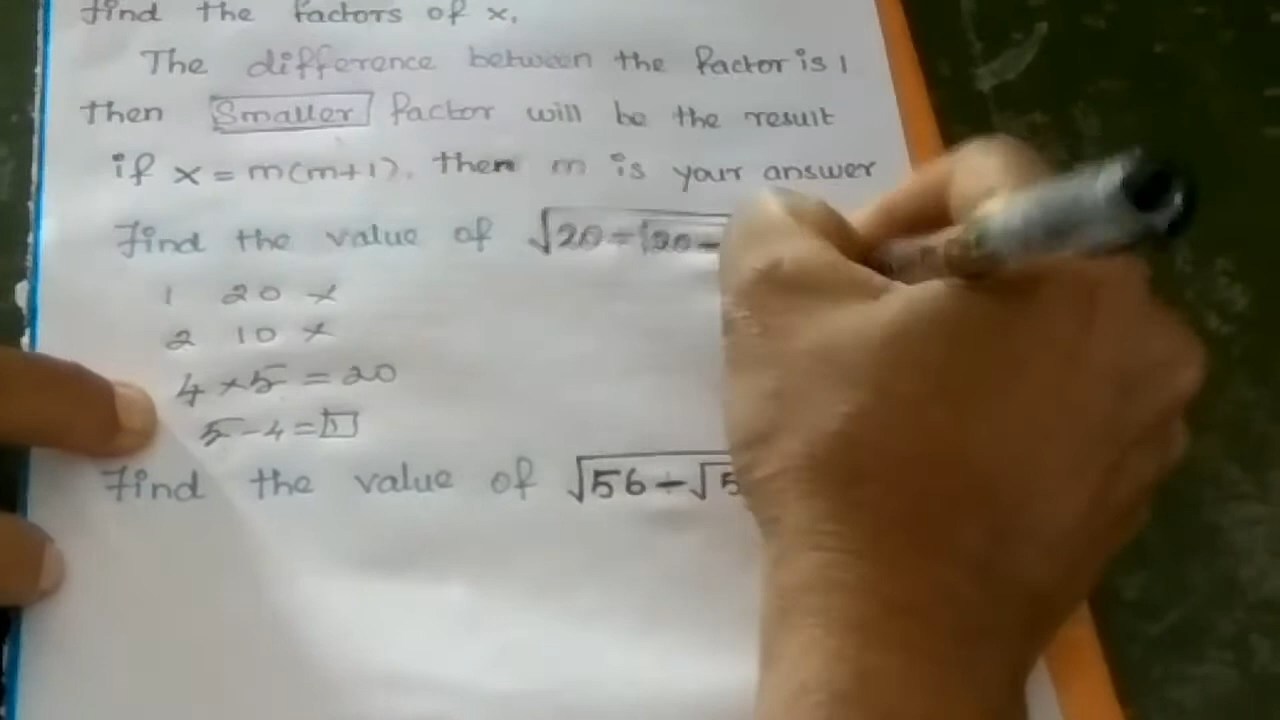 find the factors of x.
The difference between the factor is 1
then Smaller factor will be the result
if x = m(m+1). then m is your answer
Find the value of √20-√20-
1 20 ×
2 10 ×
4 × 5 = 20
5-4=1
Find the value of √56-√5